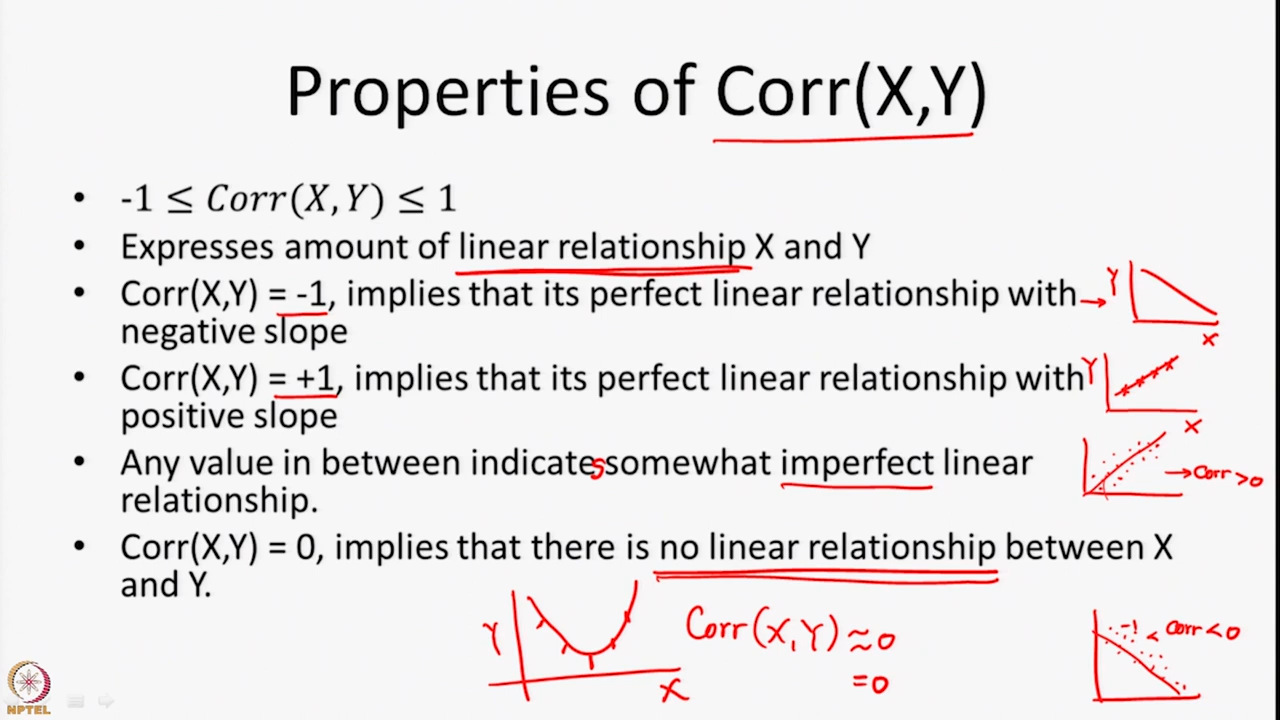 Properties of Corr(X,Y)
• -1 ≤ Corr(X,Y) ≤ 1
• Expresses amount of linear relationship X and Y
• Corr(X,Y) = -1, implies that its perfect linear relationship with
negative slope
Y
X
• Corr(X,Y) = +1, implies that its perfect linear relationship with
positive slope
Y
X
• Any value in between indicates somewhat imperfect linear
relationship.
→ Corr > 0
• Corr(X,Y) = 0, implies that there is no linear relationship between X
and Y.
Y
X
Corr(X,Y) ≈ 0
= 0
-1 < Corr < 0
NPTEL